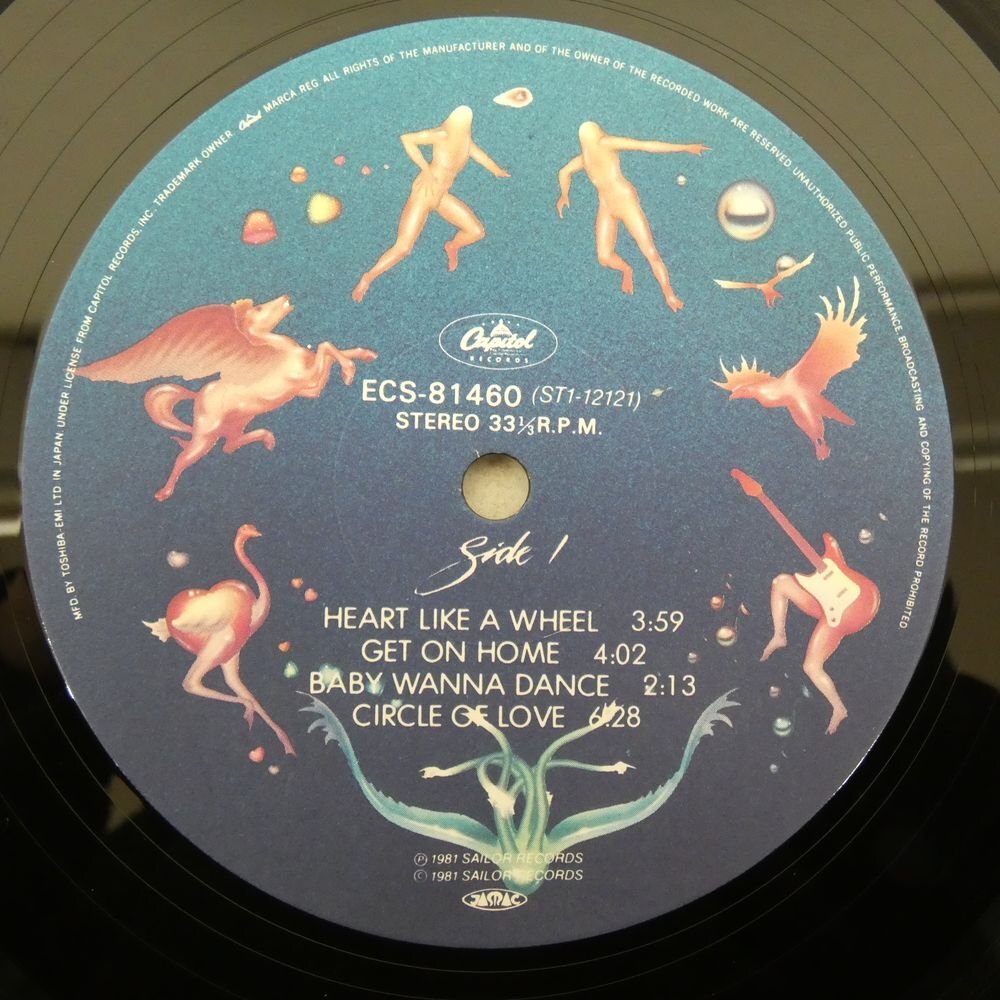 MFD. BY TOSHIBA-EMI LTD. IN JAPAN. UNDER LICENSE FROM CAPITOL RECORDS, INC. TRADEMARK OWNER. Capitol MARCA REG. ALL RIGHTS OF THE MANUFACTURER AND OF THE OWNER OF THE RECORDED WORK ARE RESERVED. UNAUTHORIZED PUBLIC PERFORMANCE, BROADCASTING AND COPYING OF THE RECORD PROHIBITED
Capitol
RECORDS
ECS-81460 (ST1-12121)
STEREO 33⅓R.P.M.
Side 1
HEART LIKE A WHEEL 3:59
GET ON HOME 4:02
BABY WANNA DANCE 2:13
CIRCLE OF LOVE 6:28
℗ 1981 SAILOR RECORDS
© 1981 SAILOR RECORDS
JASRAC